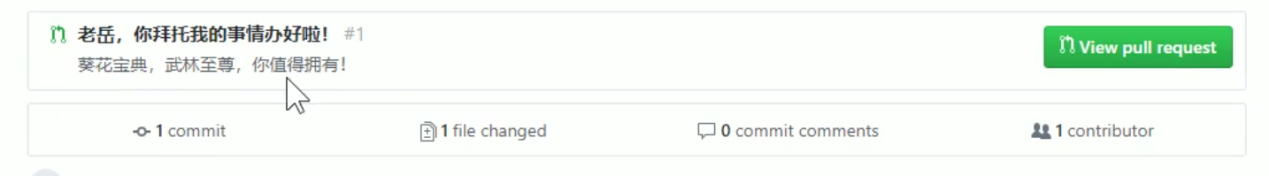 老岳，你拜托我的事情办好啦！ #1
葵花宝典，武林至尊，你值得拥有！
View pull request
1 commit
1 file changed
0 commit comments
1 contributor